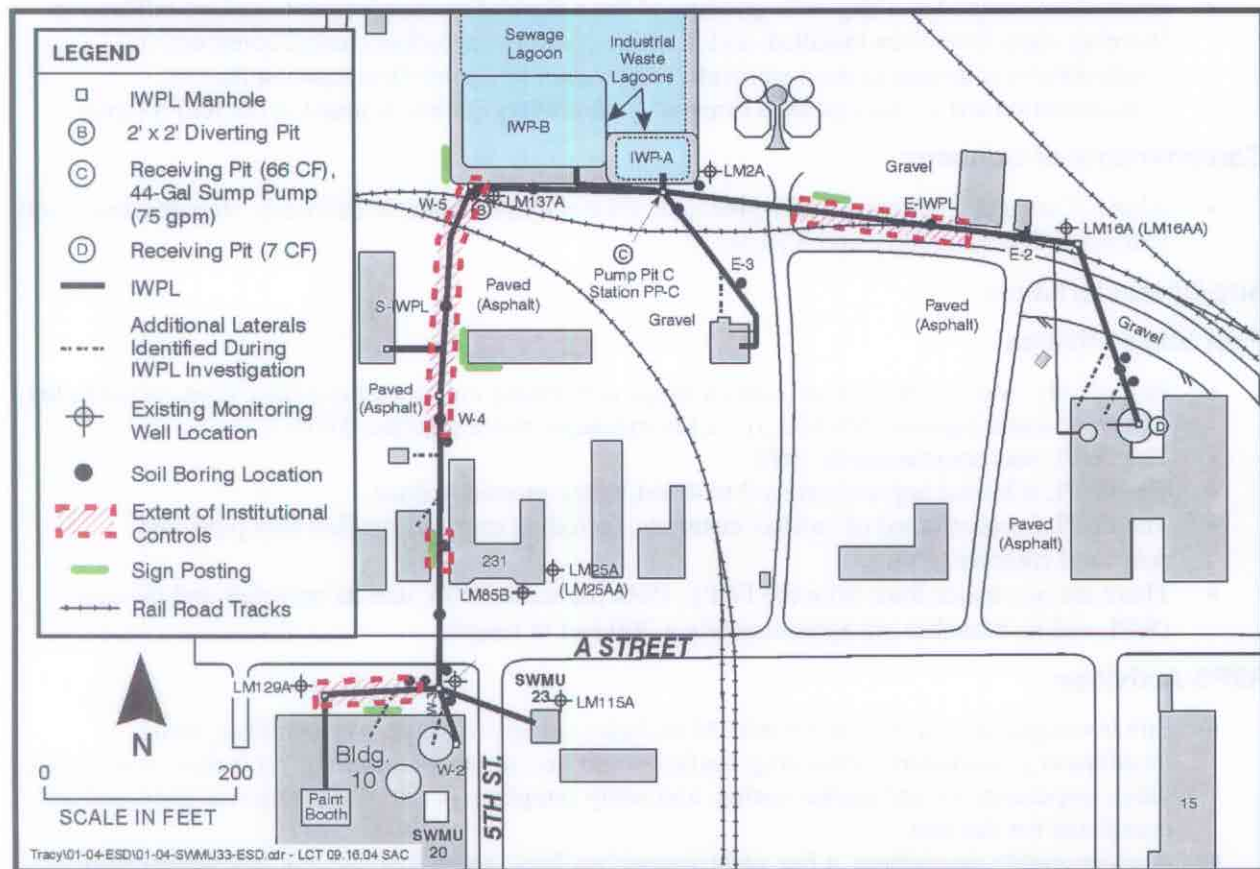 LEGEND
IWPL Manhole
B
2' x 2' Diverting Pit
C
Receiving Pit (66 CF),
44-Gal Sump Pump
(75 gpm)
D
Receiving Pit (7 CF)
IWPL
Additional Laterals
Identified During
IWPL Investigation
Existing Monitoring
Well Location
Soil Boring Location
Extent of Institutional
Controls
Sign Posting
Rail Road Tracks
N
0
200
SCALE IN FEET
Tracy\01-04-ESD\01-04-SWMU33-ESD.cdr - LCT 09.16.04 SAC
Sewage
Lagoon
Industrial
Waste
Lagoons
IWP-B
IWP-A
LM2A
Gravel
W-5
B
LM137A
E-IWPL
LM16A (LM16AA)
E-2
C
Pump Pit C
Station PP-C
E-3
Gravel
Paved
(Asphalt)
S-IWPL
Paved
(Asphalt)
Paved
(Asphalt)
Gravel
D
Paved
(Asphalt)
W-4
231
LM25A
(LM25AA)
LM85B
Paved
(Asphalt)
A STREET
LM129A
SWMU
23
LM115A
Bldg.
10
W-2
Paint
Booth
SWMU
20
5TH ST.
15